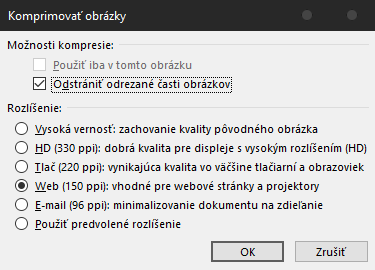 Komprimovať obrázky
Možnosti kompresie:
Použiť iba v tomto obrázku
Odstrániť odrezané časti obrázkov
Rozlíšenie:
Vysoká vernosť: zachovanie kvality pôvodného obrázka
HD (330 ppi): dobrá kvalita pre displeje s vysokým rozlíšením (HD)
Tlač (220 ppi): vynikajúca kvalita vo väčšine tlačiarní a obrazoviek
Web (150 ppi): vhodné pre webové stránky a projektory
E-mail (96 ppi): minimalizovanie dokumentu na zdieľanie
Použiť predvolené rozlíšenie
OK Zrušiť